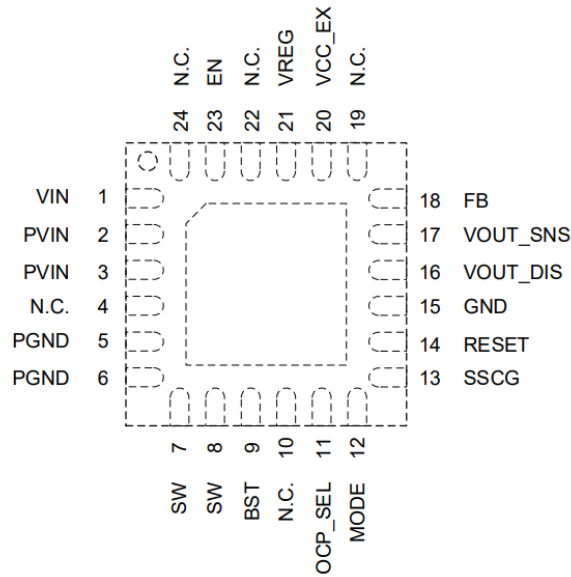 N.C. EN N.C. VREG VCC_EX N.C.
24 23 22 21 20 19
VIN 1 18 FB
PVIN 2 17 VOUT_SNS
PVIN 3 16 VOUT_DIS
N.C. 4 15 GND
PGND 5 14 RESET
PGND 6 13 SSCG
7 8 9 10 11 12
SW SW BST N.C. OCP_SEL MODE